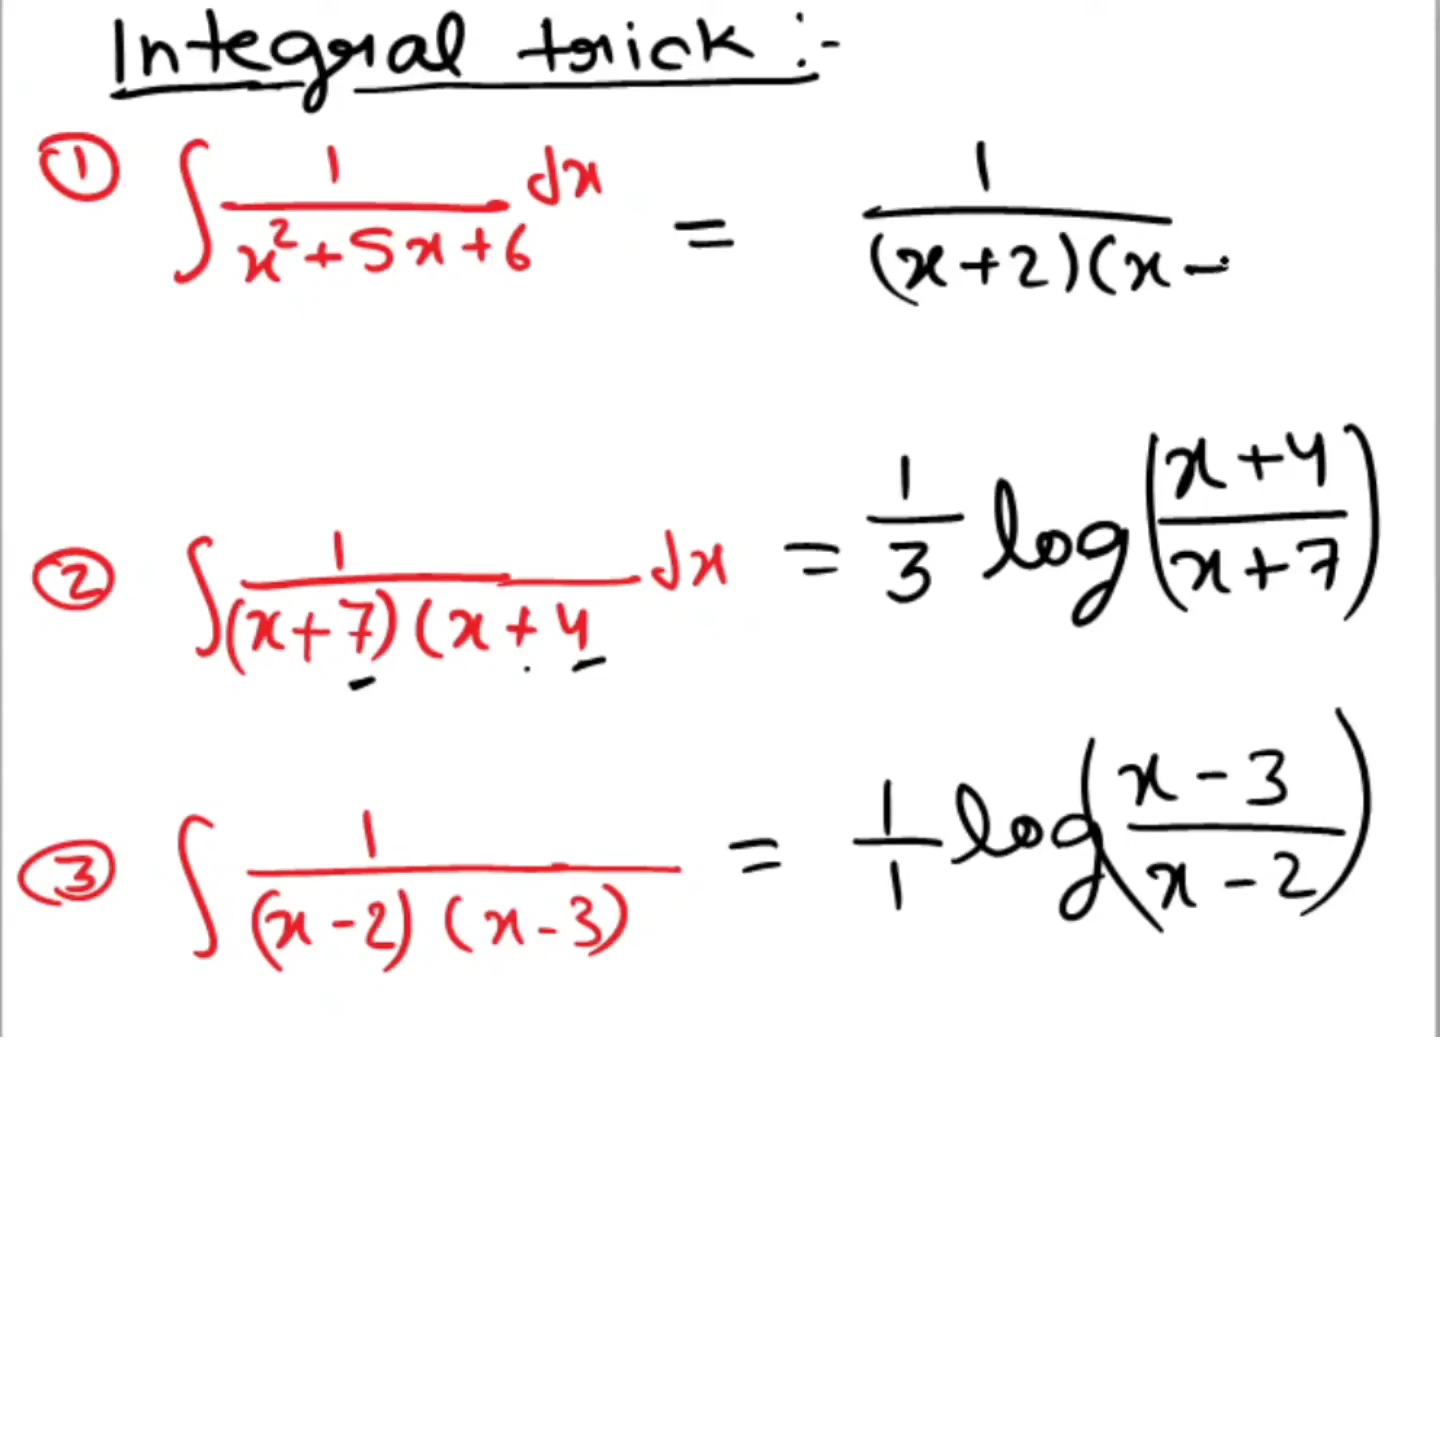 Integral trick :-
① ∫ 1/(x²+5x+6) dx = 1/((x+2)(x-
② ∫ 1/((x+7)(x+4 dx = 1/3 log((x+4)/(x+7))
③ ∫ 1/((x-2)(x-3)) = 1/1 log((x-3)/(x-2))